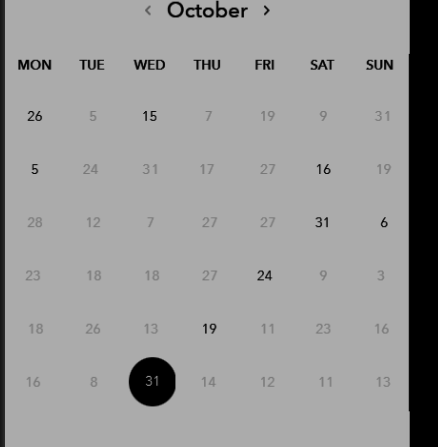 ‹ October ›
MON TUE WED THU FRI SAT SUN
26 5 15 7 19 9 31
5 24 31 17 27 16 19
28 12 7 27 27 31 6
23 18 18 27 24 9 3
18 26 13 19 11 23 16
16 8 31 14 12 11 13